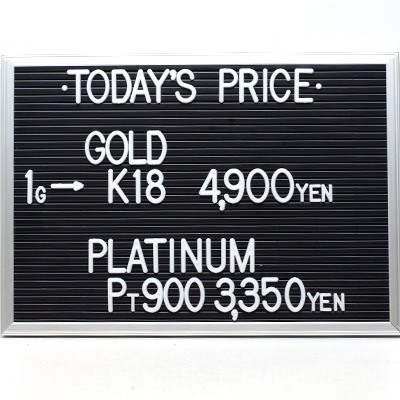 ·TODAY'S PRICE·
GOLD
1G→ K18 4,900YEN
PLATINUM
PT900 3,350YEN